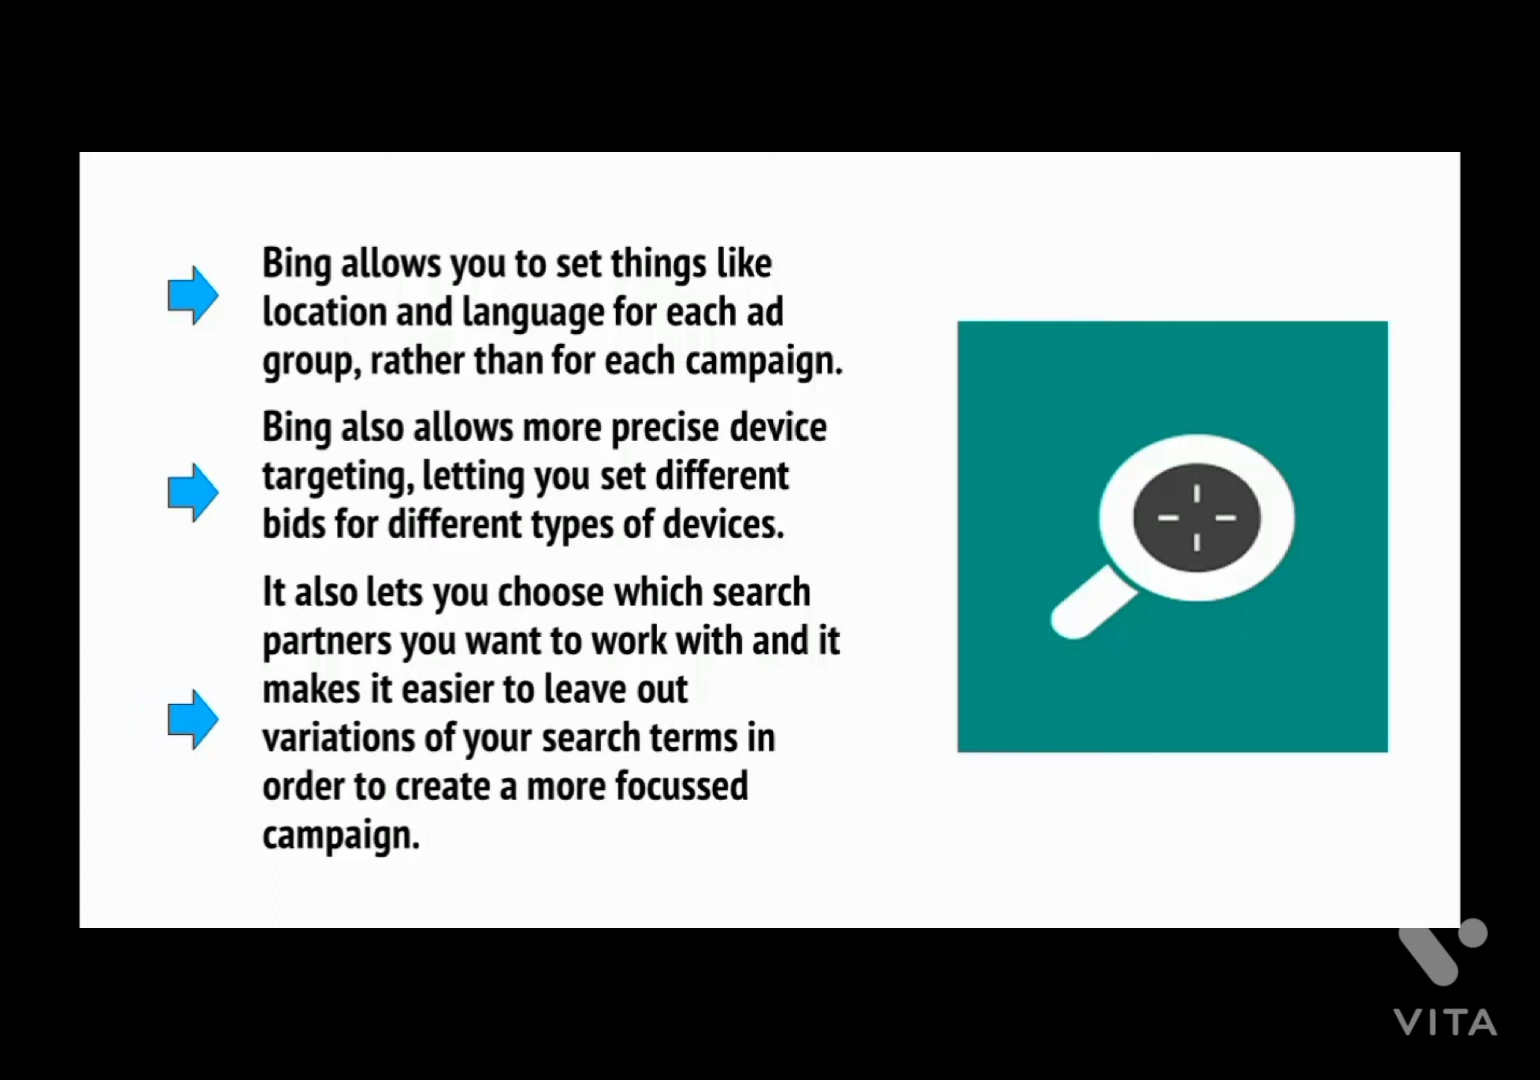 Bing allows you to set things like
location and language for each ad
group, rather than for each campaign.
Bing also allows more precise device
targeting, letting you set different
bids for different types of devices.
It also lets you choose which search
partners you want to work with and it
makes it easier to leave out
variations of your search terms in
order to create a more focussed
campaign.
VITA